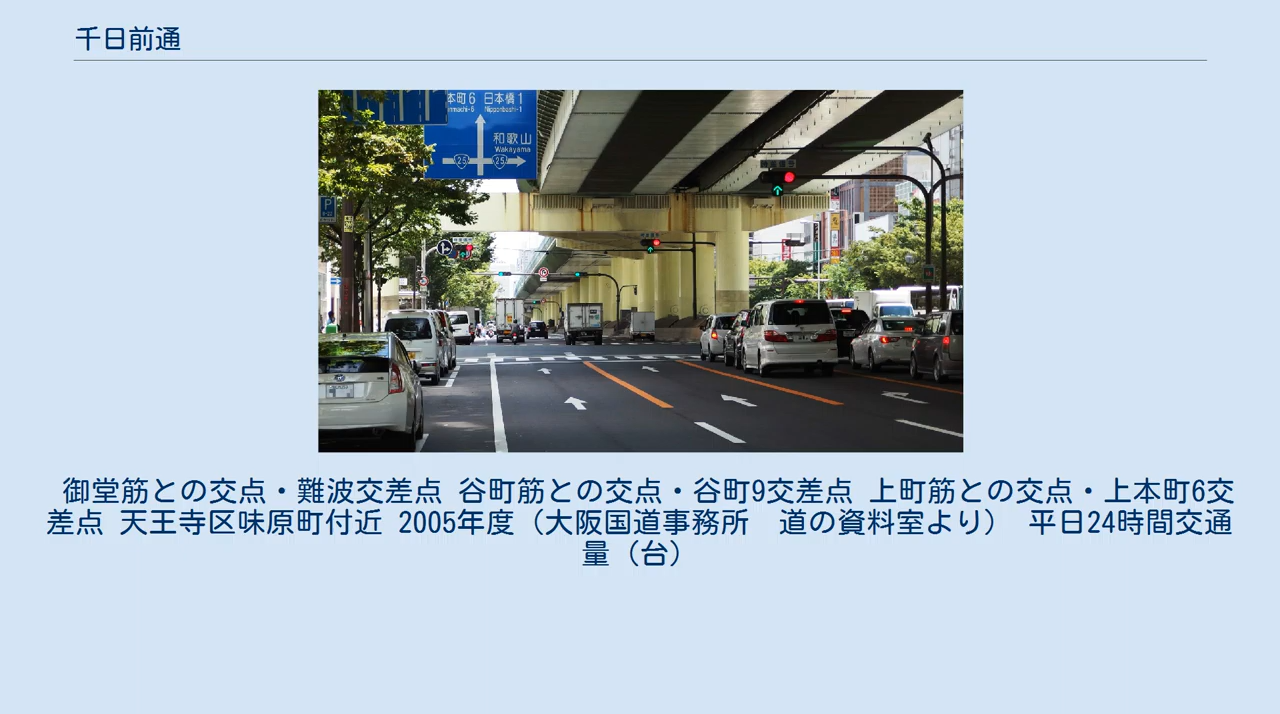 千日前通
本町6 日本橋1
nmachi-6 Nipponbashi-1
和歌山
Wakayama
25 25
P
御堂筋との交点・難波交差点 谷町筋との交点・谷町9交差点 上町筋との交点・上本町6交
差点 天王寺区味原町付近 2005年度（大阪国道事務所　道の資料室より） 平日24時間交通
量（台）